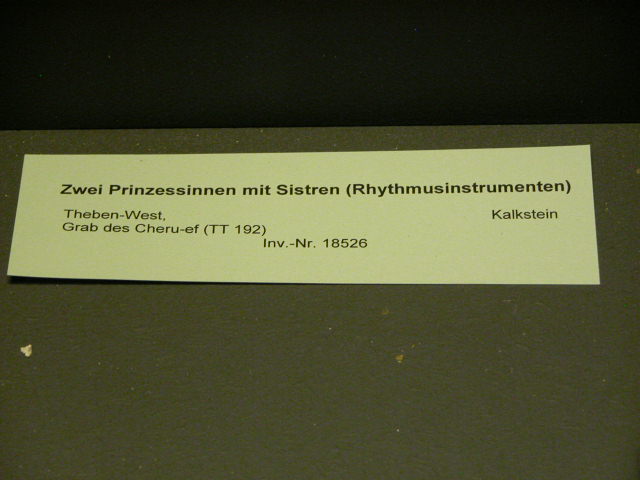 Zwei Prinzessinnen mit Sistren (Rhythmusinstrumenten)
Theben-West, Kalkstein
Grab des Cheru-ef (TT 192)
Inv.-Nr. 18526